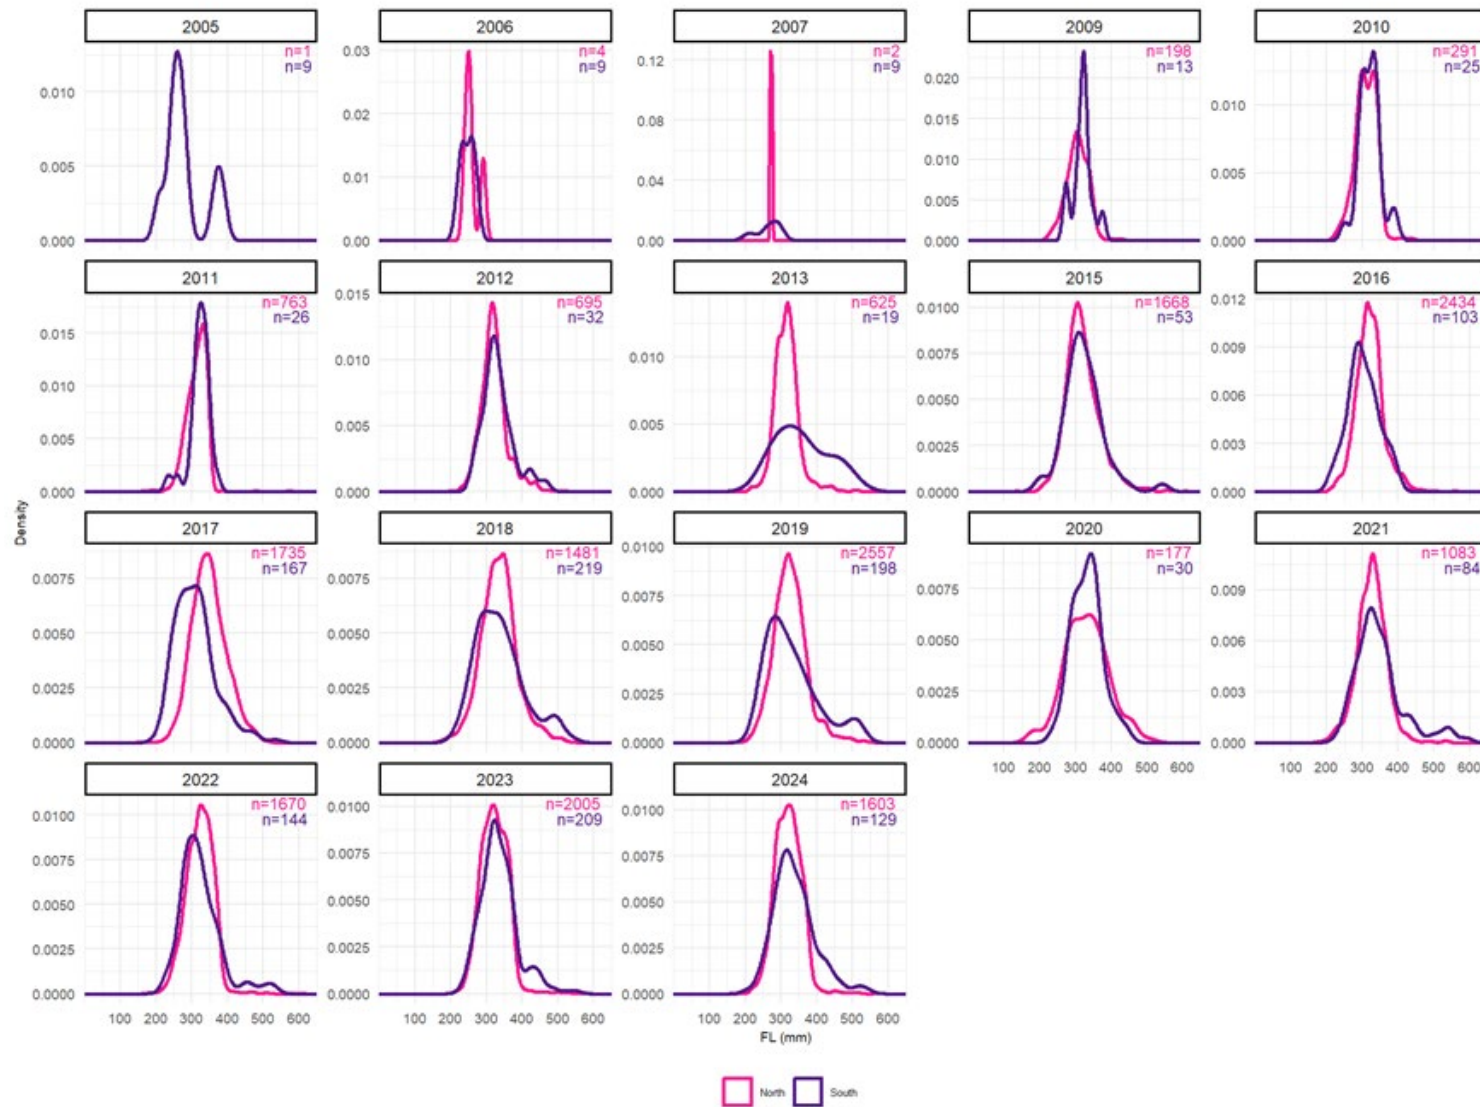 2005 2006 2007 2009 2010
n=1 n=4 n=2 n=198 n=291
n=9 n=9 n=9 n=13 n=25
0.010 0.005 0.000
0.03 0.02 0.01 0.00
0.12 0.08 0.04 0.00
0.020 0.015 0.010 0.005 0.000
0.010 0.005 0.000
2011 2012 2013 2015 2016
n=763 n=695 n=625 n=1668 n=2434
n=26 n=32 n=19 n=53 n=103
0.015 0.010 0.005 0.000
0.015 0.010 0.005 0.000
0.010 0.005 0.000
0.0100 0.0075 0.0050 0.0025 0.0000
0.012 0.009 0.006 0.003 0.000
Density
2017 2018 2019 2020 2021
n=1735 n=1481 n=2557 n=177 n=1083
n=167 n=219 n=198 n=30 n=84
0.0075 0.0050 0.0025 0.0000
0.0075 0.0050 0.0025 0.0000
0.0100 0.0075 0.0050 0.0025 0.0000
0.0075 0.0050 0.0025 0.0000
0.009 0.006 0.003 0.000
100 200 300 400 500 600 100 200 300 400 500 600
2022 2023 2024
n=1670 n=2005 n=1603
n=144 n=209 n=129
0.0100 0.0075 0.0050 0.0025 0.0000
0.0100 0.0075 0.0050 0.0025 0.0000
0.0100 0.0075 0.0050 0.0025 0.0000
100 200 300 400 500 600 100 200 300 400 500 600 100 200 300 400 500 600
FL (mm)
North South